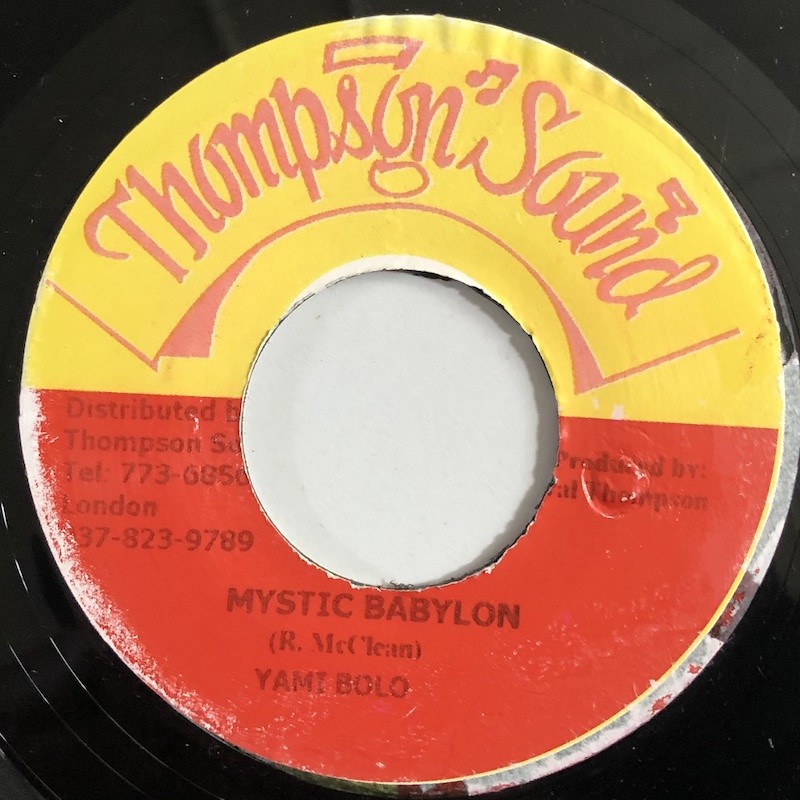 Thompson Sound
Distributed b
Thompson So
Tel: 773-6856
London
37-823-9789
Produced by:
al Thompson
MYSTIC BABYLON
(R. McClean)
YAMI BOLO